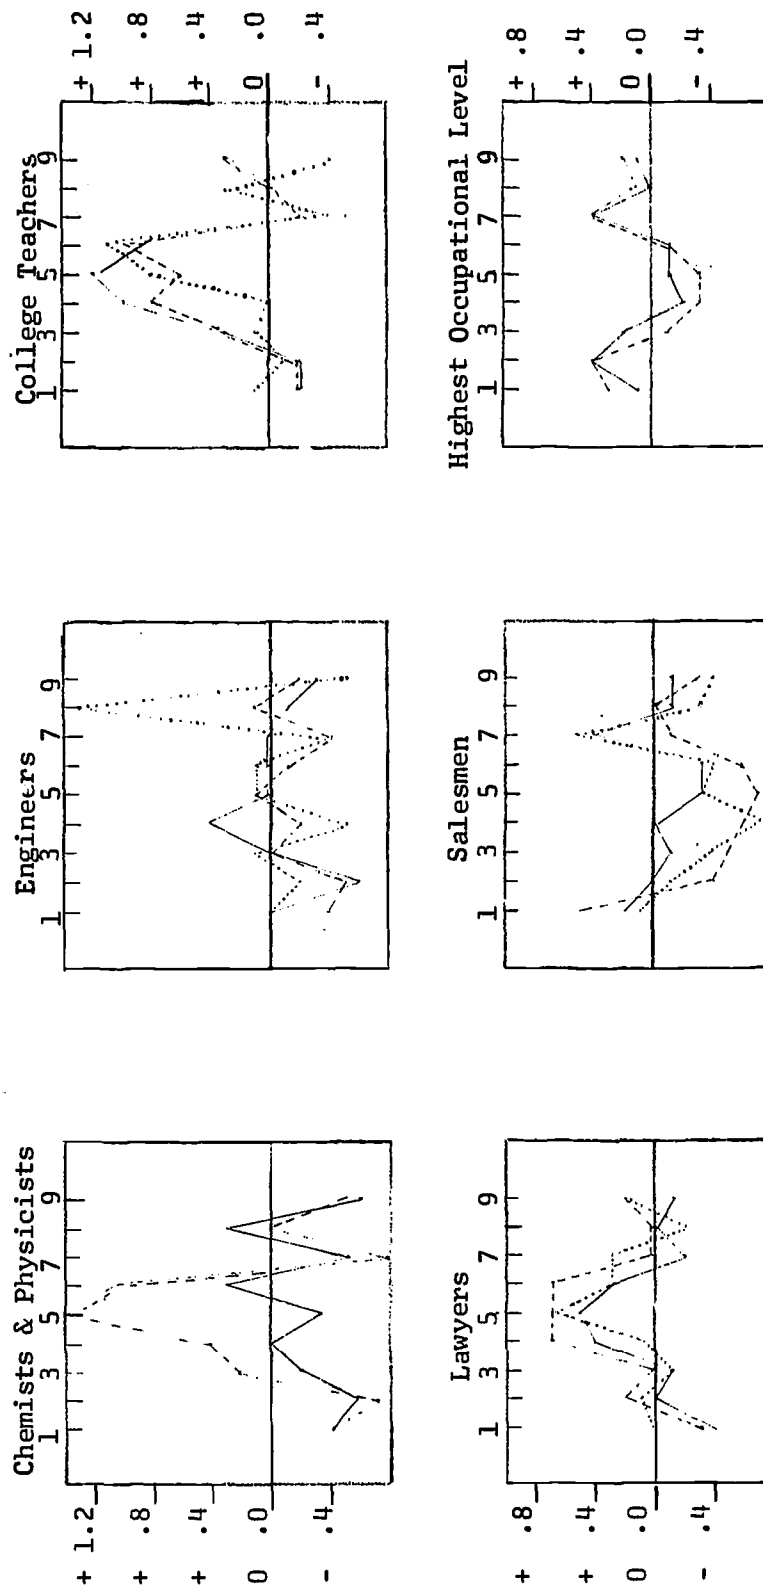 Chemists & Physicists
1 3 5 7 9
+ 1.2
+ .8
+ .4
0 .0
- .4
Engineers
1 3 5 7 9
College Teachers
1 3 5 7 9
+ 1.2
+ .8
+ .4
0 .0
- .4
Lawyers
1 3 5 7 9
+ .8
+ .4
0 .0
- .4
Salesmen
1 3 5 7 9
Highest Occupational Level
1 3 5 7 9
+ .8
+ .4
0 .0
- .4